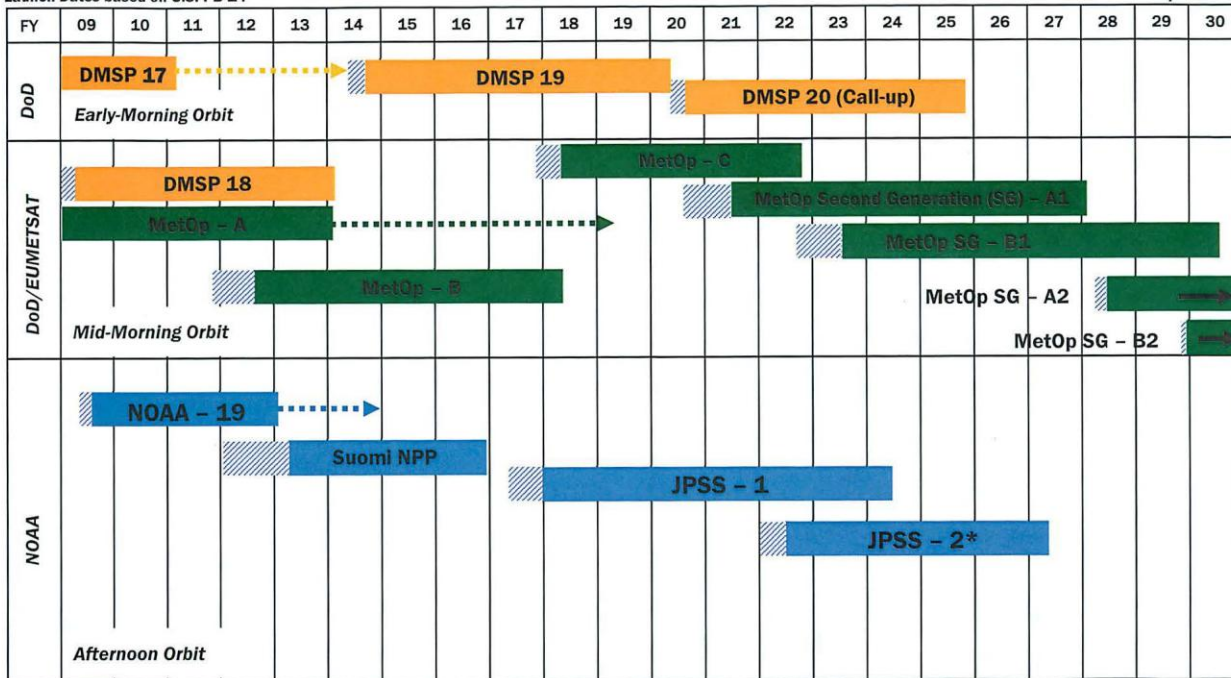 FY 09 10 11 12 13 14 15 16 17 18 19 20 21 22 23 24 25 26 27 28 29 30
DoD
DMSP 17
DMSP 19
DMSP 20 (Call-up)
Early-Morning Orbit
DoD/EUMETSAT
MetOp – C
DMSP 18
MetOp Second Generation (SG) – A1
MetOp – A
MetOp SG – B1
MetOp – B
MetOp SG – A2
Mid-Morning Orbit
MetOp SG – B2
NOAA
NOAA – 19
Suomi NPP
JPSS – 1
JPSS – 2*
Afternoon Orbit